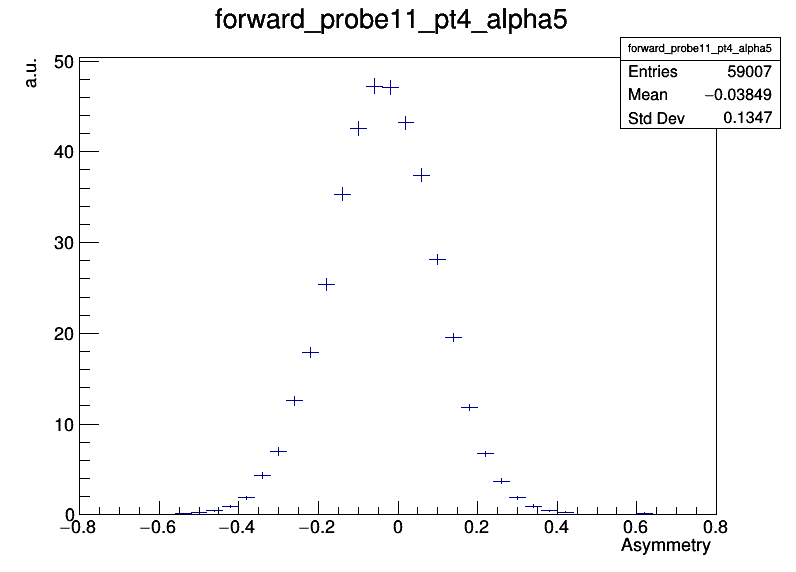 forward_probe11_pt4_alpha5
forward_probe11_pt4_alpha5
Entries 59007
Mean −0.03849
Std Dev 0.1347
a.u.
50
40
30
20
10
0
−0.8 −0.6 −0.4 −0.2 0 0.2 0.4 0.6 0.8
Asymmetry